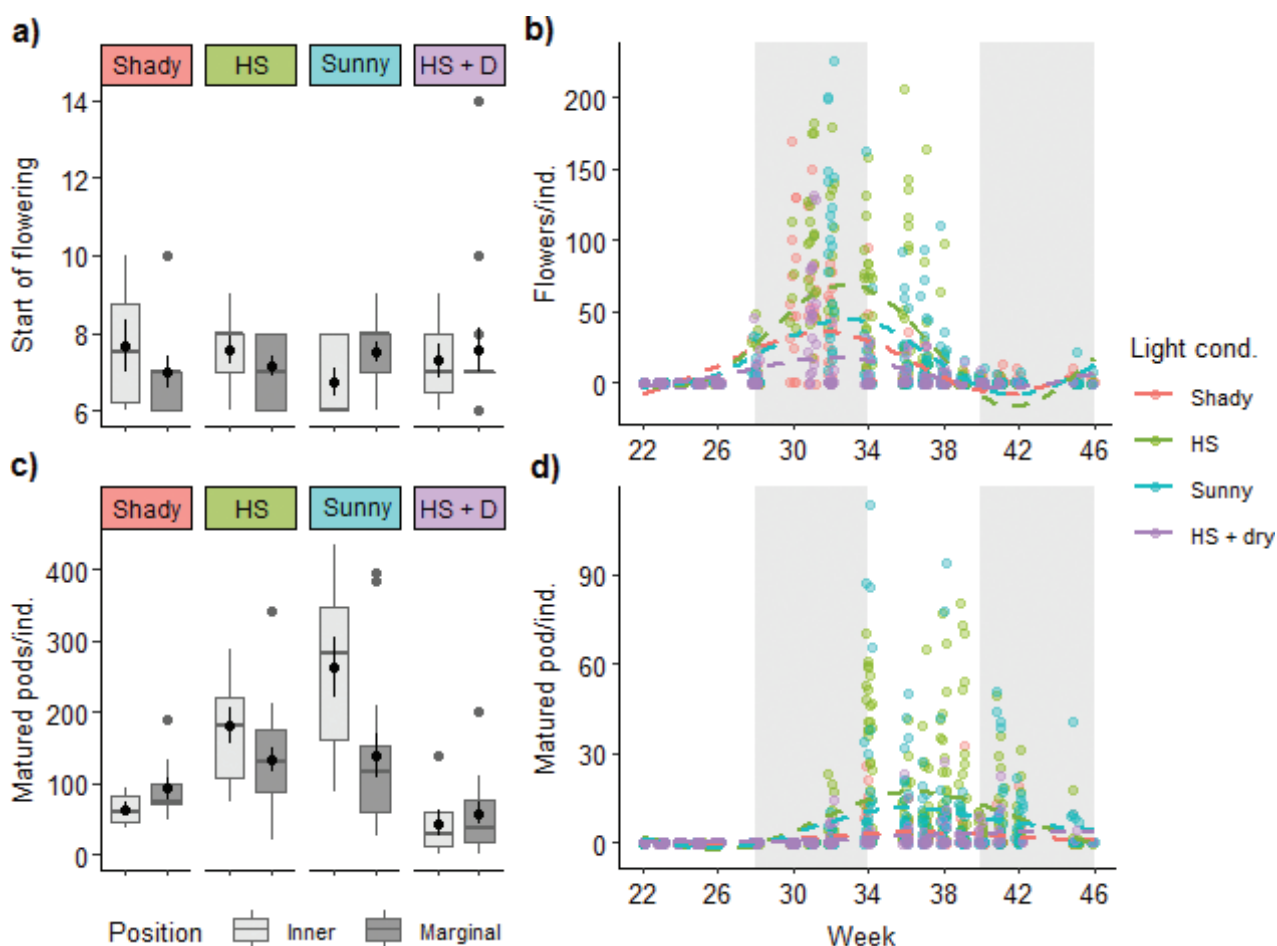 a)
Shady HS Sunny HS + D
Start of flowering
14
12
10
8
6
b)
Flowers/ind.
200
150
100
50
0
22 26 30 34 38 42 46
c)
Shady HS Sunny HS + D
Matured pods/ind.
400
300
200
100
0
Position Inner Marginal
d)
Matured pod/ind.
90
60
30
0
22 26 30 34 38 42 46
Week
Light cond.
Shady
HS
Sunny
HS + dry